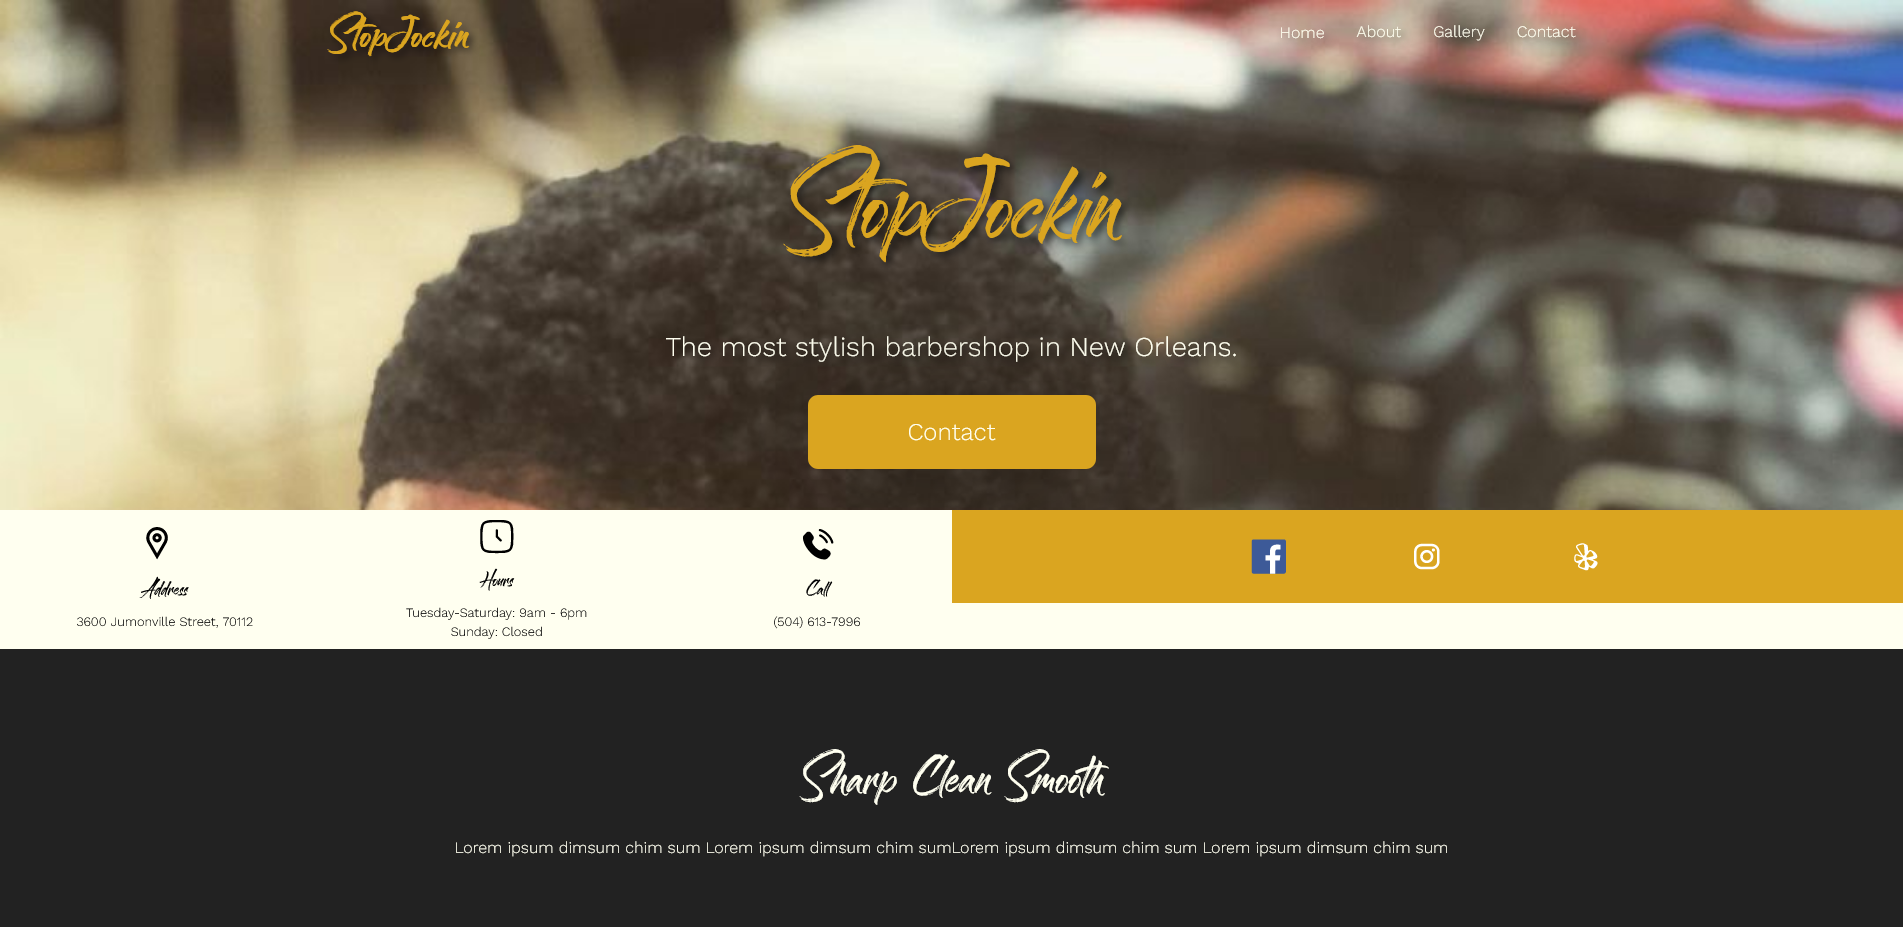 StopJockin
Home About Gallery Contact
StopJockin
The most stylish barbershop in New Orleans.
Contact
Address
3600 Jumonville Street, 70112
Hours
Tuesday-Saturday: 9am - 6pm
Sunday: Closed
Call
(504) 613-7996
Sharp Clean Smooth
Lorem ipsum dimsum chim sum Lorem ipsum dimsum chim sumLorem ipsum dimsum chim sum Lorem ipsum dimsum chim sum